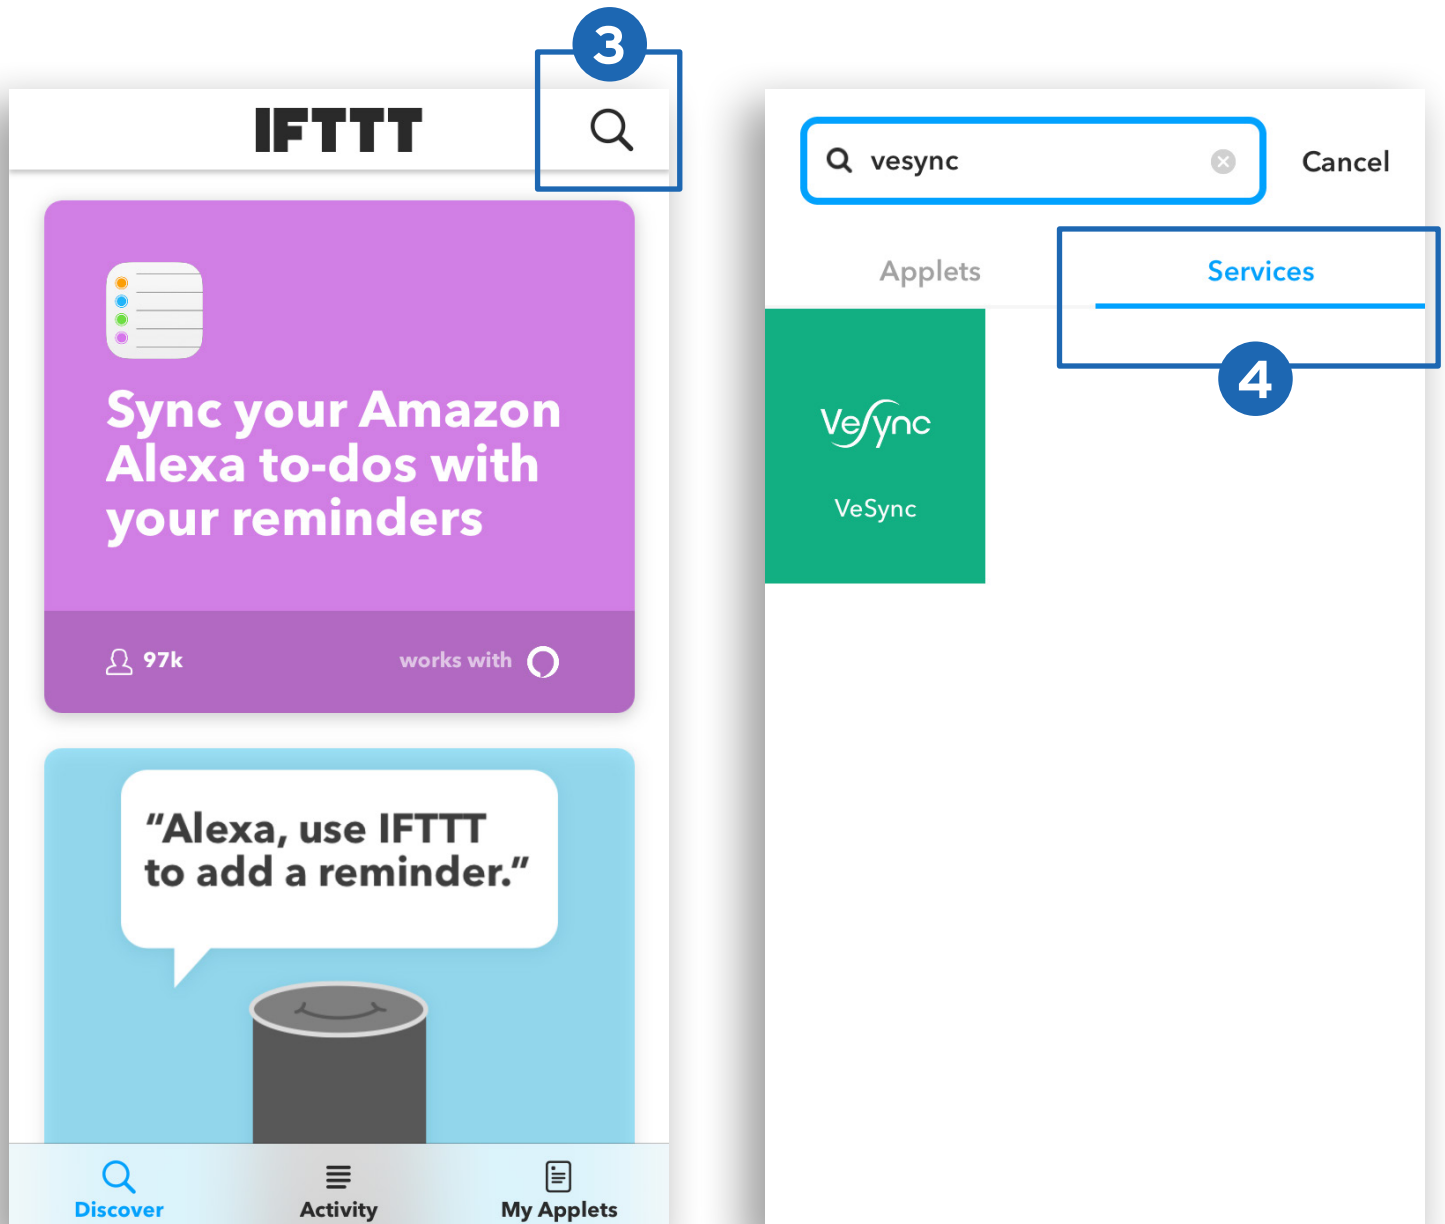 3
IFTTT
Sync your Amazon
Alexa to-dos with
your reminders
97k
works with
“Alexa, use IFTTT
to add a reminder.”
Discover
Activity
My Applets
vesync
Cancel
Applets
Services
4
VeSync
VeSync